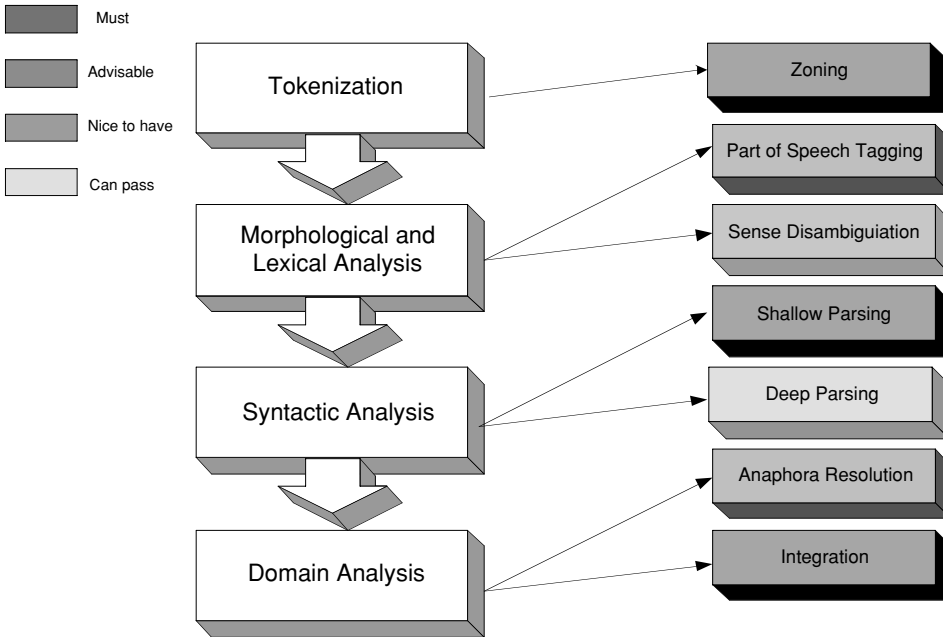 Must
Advisable
Nice to have
Can pass
Tokenization
Morphological and
Lexical Analysis
Syntactic Analysis
Domain Analysis
Zoning
Part of Speech Tagging
Sense Disambiguiation
Shallow Parsing
Deep Parsing
Anaphora Resolution
Integration